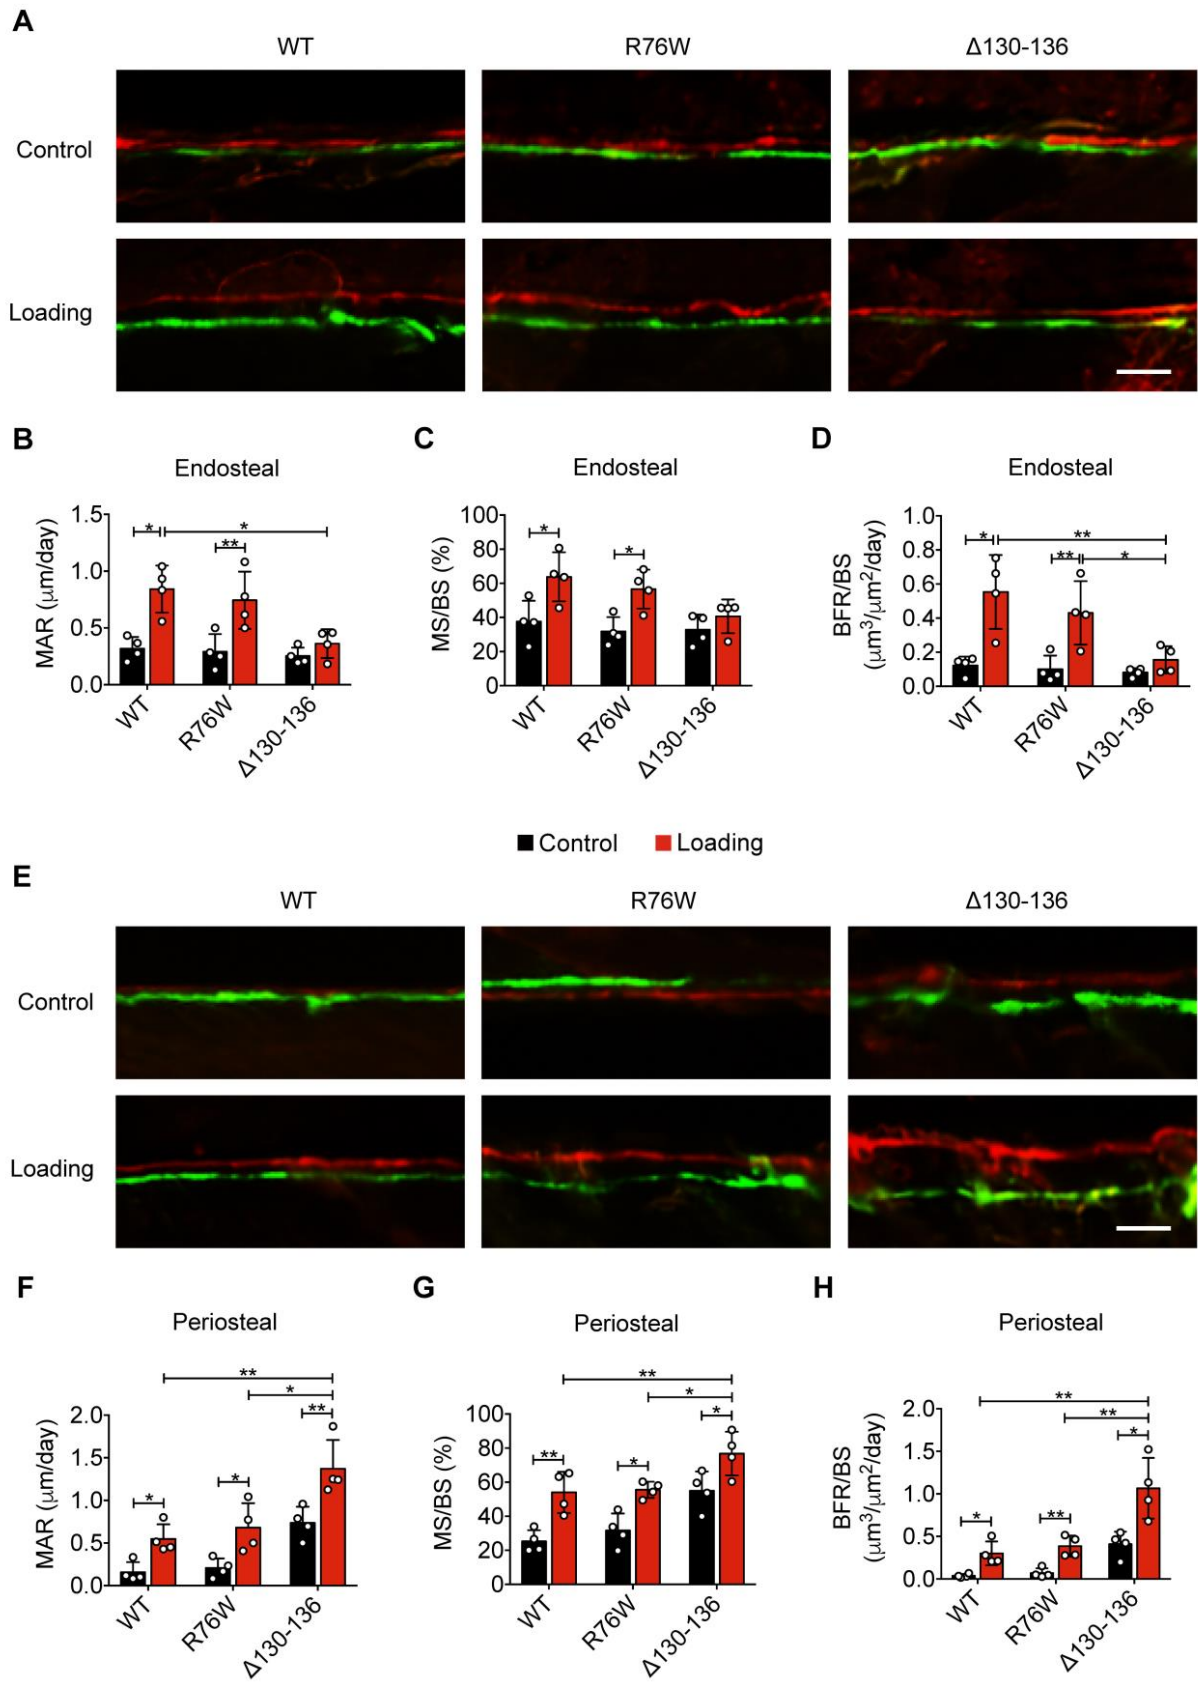 A
WT R76W Δ130-136
Control
Loading
B C D
Endosteal Endosteal Endosteal
MAR (μm/day)
1.5
1.0
0.5
0.0
* * **
WT R76W Δ130-136
MS/BS (%)
100
80
60
40
20
0
* *
WT R76W Δ130-136
BFR/BS
(μm³/μm²/day)
1.0
0.8
0.6
0.4
0.2
0.0
* ** ** *
WT R76W Δ130-136
Control Loading
E
WT R76W Δ130-136
Control
Loading
F G H
Periosteal Periosteal Periosteal
MAR (μm/day)
2.0
1.5
1.0
0.5
0.0
** * ** * *
WT R76W Δ130-136
MS/BS (%)
100
80
60
40
20
0
** * * ** *
WT R76W Δ130-136
BFR/BS
(μm³/μm²/day)
2.0
1.5
1.0
0.5
0.0
** ** * * **
WT R76W Δ130-136